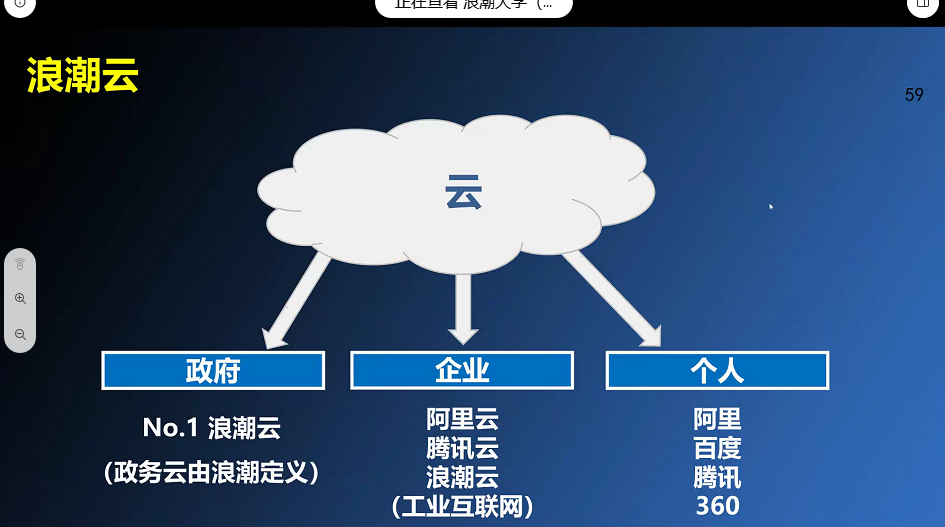 正在查看 浪潮大学（...
浪潮云
59
云
政府
企业
个人
No.1 浪潮云
（政务云由浪潮定义）
阿里云
腾讯云
浪潮云
（工业互联网）
阿里
百度
腾讯
360